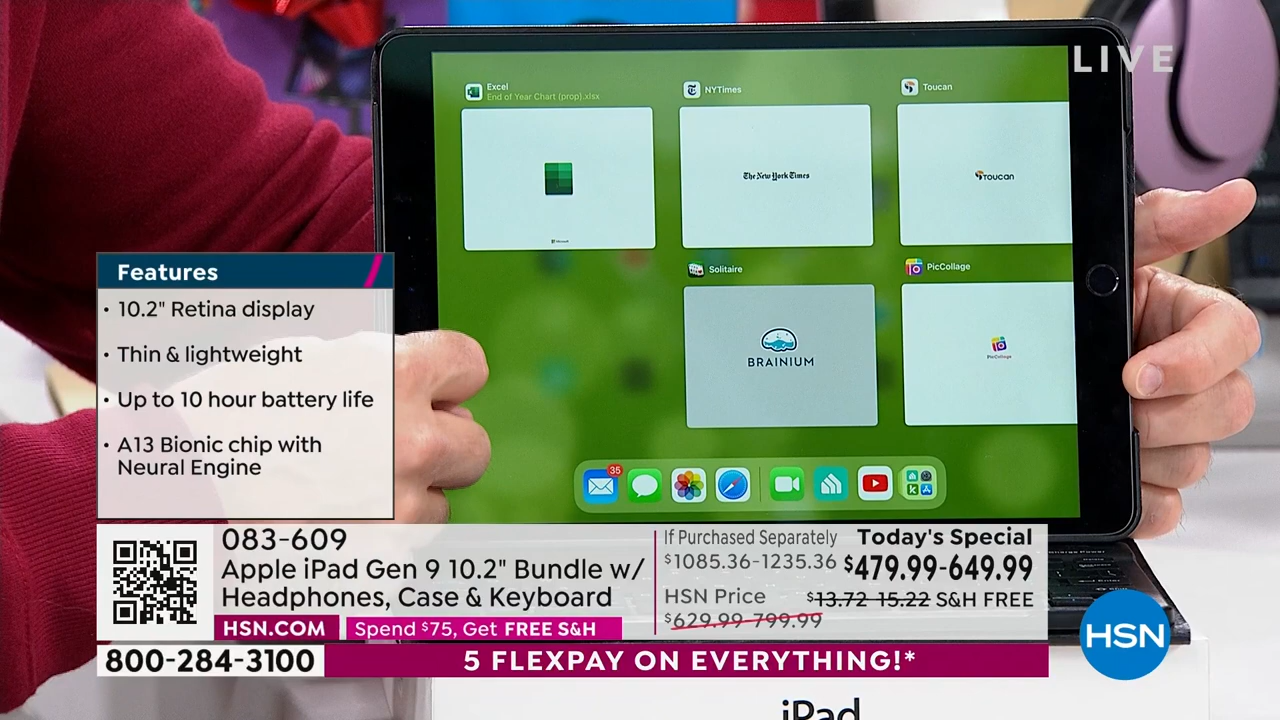 LIVE
Excel
End of Year Chart (prop).xlsx
NYTimes
Toucan
The New York Times
Toucan
Microsoft
Solitaire
PicCollage
BRAINIUM
PicCollage
35
Features
• 10.2" Retina display
• Thin & lightweight
• Up to 10 hour battery life
• A13 Bionic chip with
Neural Engine
083-609
Apple iPad Gen 9 10.2" Bundle w/
Headphones, Case & Keyboard
HSN.COM
Spend $75, Get FREE S&H
If Purchased Separately
$1085.36-1235.36
HSN Price
$629.99-799.99
Today's Special
$479.99-649.99
$13.72-15.22 S&H FREE
HSN
800-284-3100
5 FLEXPAY ON EVERYTHING!*
iPad